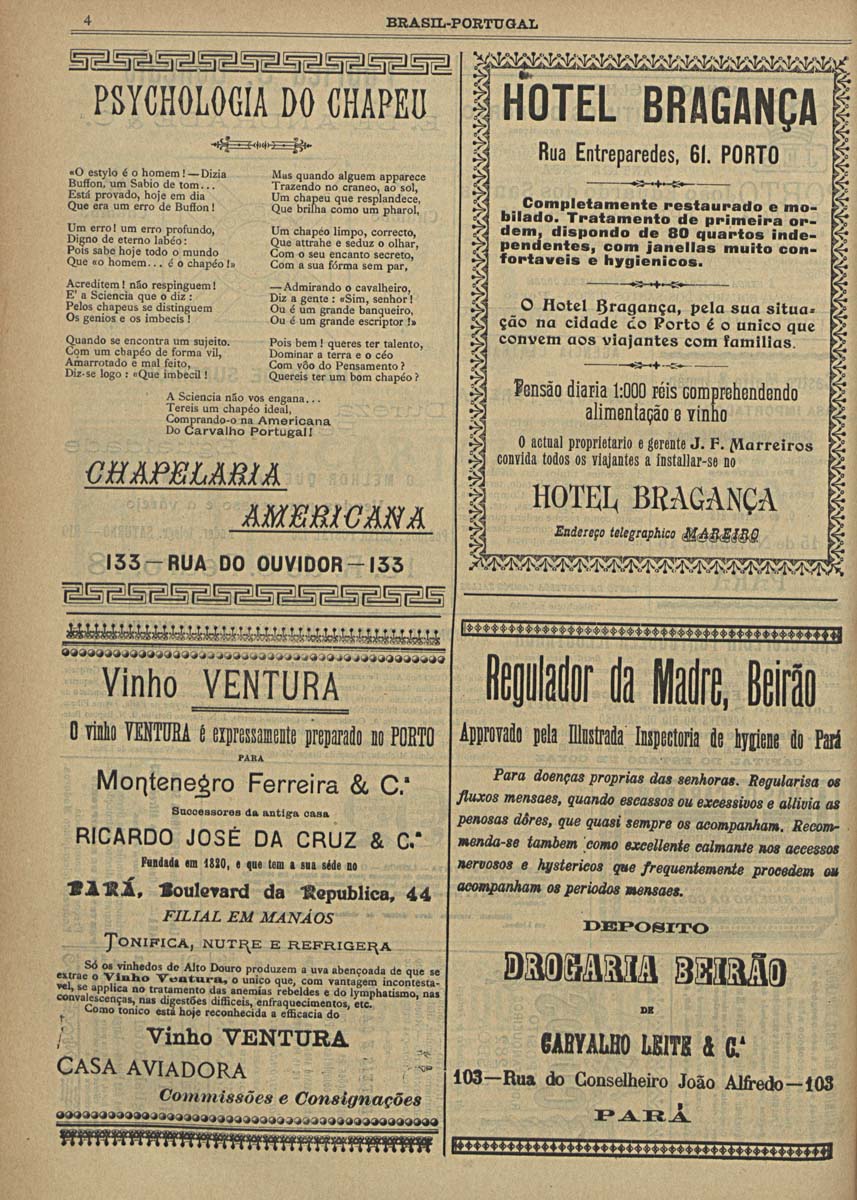 4
BRASIL-PORTUGAL
PSYCHOLOGIA DO CHAPEU
«O estylo é o homem! — Dizia
Buffon, um Sabio de tom...
Está provado, hoje em dia
Que era um erro de Buffon!
Um erro! um erro profundo,
Digno de eterno labéo:
Pois sabe hoje todo o mundo
Que «o homem... é o chapéo!»
Acreditem! não respinguem!
E' a Sciencia que o diz:
Pelos chapeus se distinguem
Os genios e os imbecis!
Quando se encontra um sujeito.
Com um chapéo de forma vil,
Amarrotado e mal feito,
Diz-se logo: «Que imbecil!
Mas quando alguem apparece
Trazendo no craneo, ao sol,
Um chapeu que resplandece,
Que brilha como um pharol,
Um chapéo limpo, correcto,
Que attrahe e seduz o olhar,
Com o seu encanto secreto,
Com a sua fórma sem par,
—Admirando o cavalheiro,
Diz a gente: «Sim, senhor!
Ou é um grande banqueiro,
Ou é um grande escriptor!»
Pois bem! queres ter talento,
Dominar a terra e o céo
Com vôo do Pensamento?
Quereis ter um bom chapéo?
A Sciencia não vos engana...
Tereis um chapéo ideal,
Comprando-o na Americana
Do Carvalho Portugal!
CHAPELARIA
AMERICANA
133—RUA DO OUVIDOR—133
HOTEL BRAGANÇA
Rua Entreparedes, 61. PORTO
Completamente restaurado e mo-
bilado. Tratamento de primeira or-
dem, dispondo de 80 quartos inde-
pendentes, com janellas muito con-
fortaveis e hygienicos.
O Hotel Bragança, pela sua situa-
ção na cidade do Porto é o unico que
convem aos viajantes com familias.
Pensão diaria 1:000 réis comprehendendo
alimentação e vinho
O actual proprietario e gerente J. F. Marreiros
convida todos os viajantes a installar-se no
HOTEL BRAGANÇA
Endereço telegraphico MAREIRO
Vinho VENTURA
O vinho VENTURA é expressamente preparado no PORTO
PARA
Montenegro Ferreira & C.ª
Successores da antiga casa
RICARDO JOSÉ DA CRUZ & C.ª
Fundada em 1820, e que tem a sua séde no
PARÁ, Boulevard da Republica, 44
FILIAL EM MANÁOS
TONIFICA, NUTRE E REFRIGERA
Só os vinhedos de Alto Douro produzem a uva abençoada de que se
extrae o Vinho Ventura, o unico que, com vantagem incontesta-
vel, se applica no tratamento das anemias rebeldes e do lymphatismo, nas
convalescenças, nas digestões difficeis, enfraquecimentos, etc.
Como tonico está hoje reconhecida a efficacia do
Vinho VENTURA
CASA AVIADORA
Commissões e Consignações
Regulador da Madre, Beirão
Approvado pela Illustrada Inspectoria de hygiene do Pará
Para doenças proprias das senhoras. Regularisa os
fluxos mensaes, quando escassos ou excessivos e allivia as
penosas dôres, que quasi sempre os acompanham. Recom-
menda-se tambem como excellente calmante nos accessos
nervosos e hystericos que frequentemente procedem ou
acompanham os periodos mensaes.
DEPOSITO
DROGARIA BEIRÃO
DE
CARVALHO LEITE & C.ª
103—Rua do Conselheiro João Alfredo—103
PARÁ